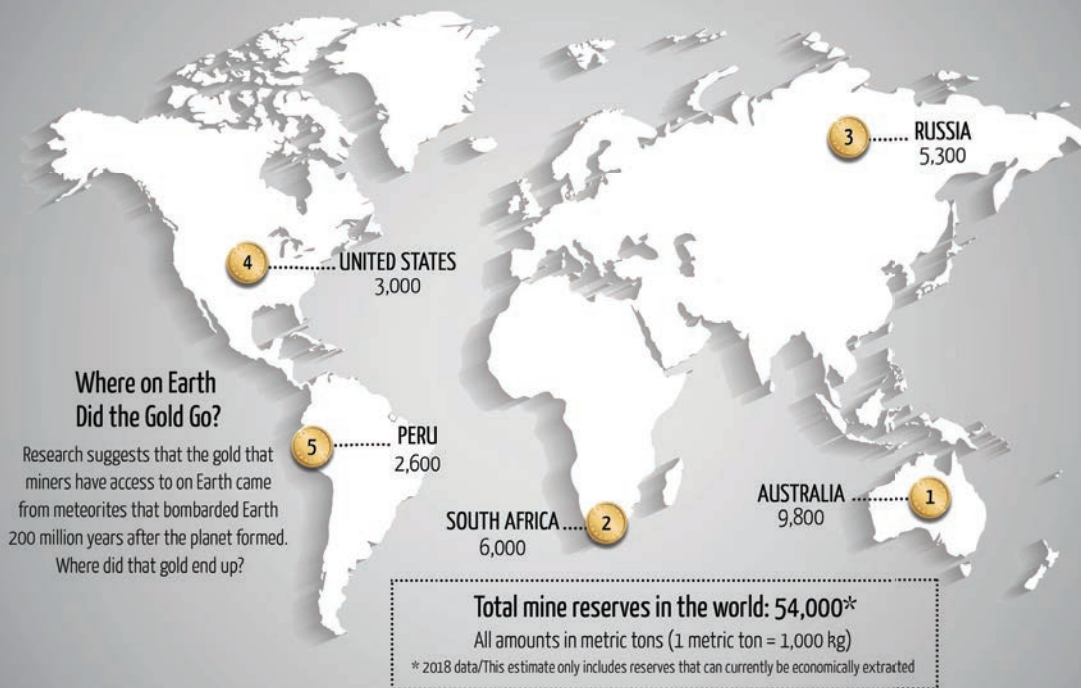 3
RUSSIA
5,300
4
UNITED STATES
3,000
Where on Earth
Did the Gold Go?
Research suggests that the gold that
miners have access to on Earth came
from meteorites that bombarded Earth
200 million years after the planet formed.
Where did that gold end up?
5
PERU
2,600
SOUTH AFRICA
2
6,000
AUSTRALIA
1
9,800
Total mine reserves in the world: 54,000*
All amounts in metric tons (1 metric ton = 1,000 kg)
* 2018 data/This estimate only includes reserves that can currently be economically extracted